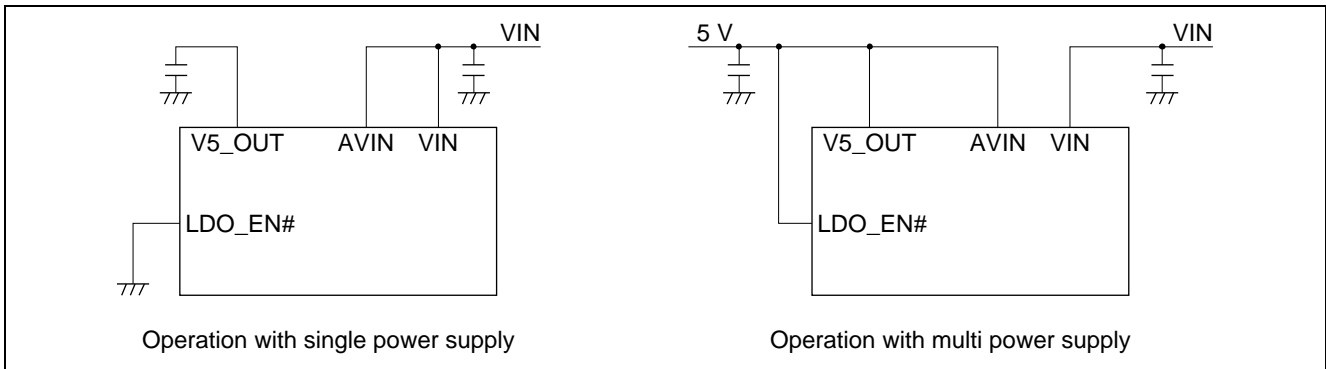 VIN
V5_OUT AVIN VIN
LDO_EN#
Operation with single power supply
5 V VIN
V5_OUT AVIN VIN
LDO_EN#
Operation with multi power supply